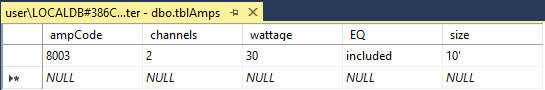 user\LOCALDB#386C...ter - dbo.tblAmps
ampCode channels wattage EQ size
8003 2 30 included 10'
NULL NULL NULL NULL NULL